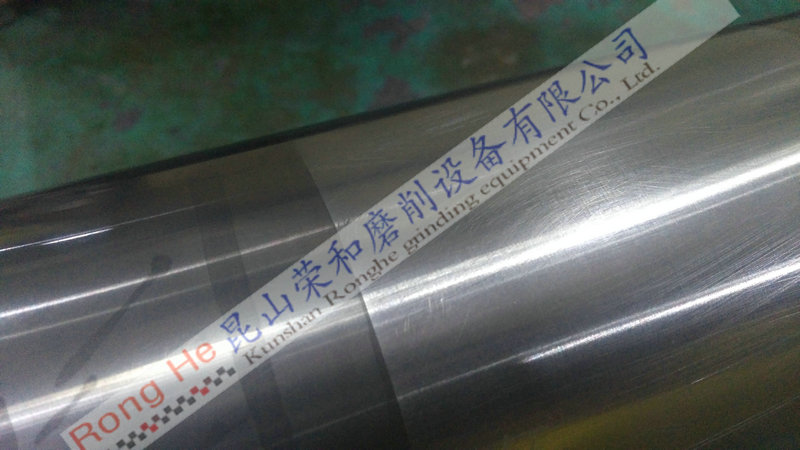 Rong He
昆山荣和磨削设备有限公司
Kunshan Ronghe grinding equipment Co., Ltd.